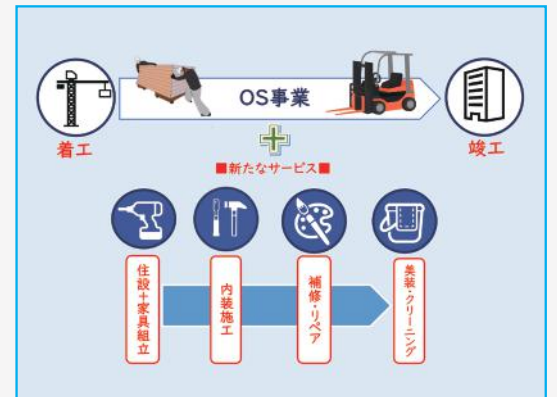 OS事業
着工
竣工
■新たなサービス■
住設+家具組立
内装施工
補修・リペア
美装・クリーニング